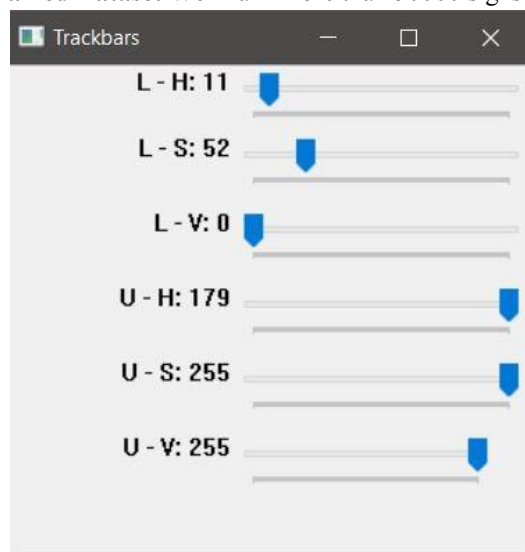 Trackbars
L - H: 11
L - S: 52
L - V: 0
U - H: 179
U - S: 255
U - V: 255